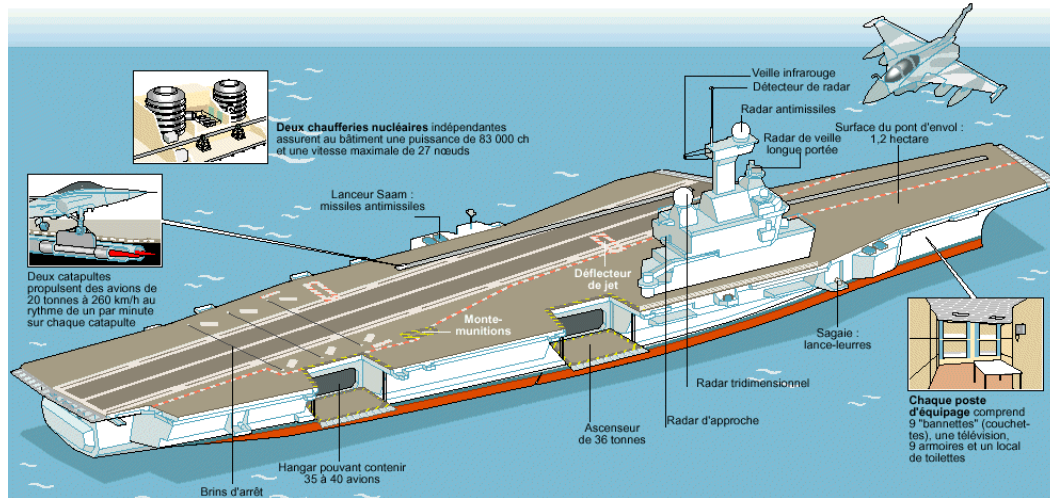 Veille infrarouge
Détecteur de radar
Radar antimissiles
Radar de veille
longue portée
Surface du pont d'envol :
1,2 hectare
Deux chaufferies nucléaires indépendantes
assurent au bâtiment une puissance de 83 000 ch
et une vitesse maximale de 27 nœuds
Lanceur Saam :
missiles antimissiles
Deux catapultes
propulsent des avions de
20 tonnes à 260 km/h au
rythme de un par minute
sur chaque catapulte
Déflecteur
de jet
Monte-
munitions
Sagaie :
lance-leurres
Radar tridimensionnel
Radar d'approche
Ascenseur
de 36 tonnes
Hangar pouvant contenir
35 à 40 avions
Brins d'arrêt
Chaque poste
d'équipage comprend
9 "bannettes" (couchet-
tes), une télévision,
9 armoires et un local
de toilettes